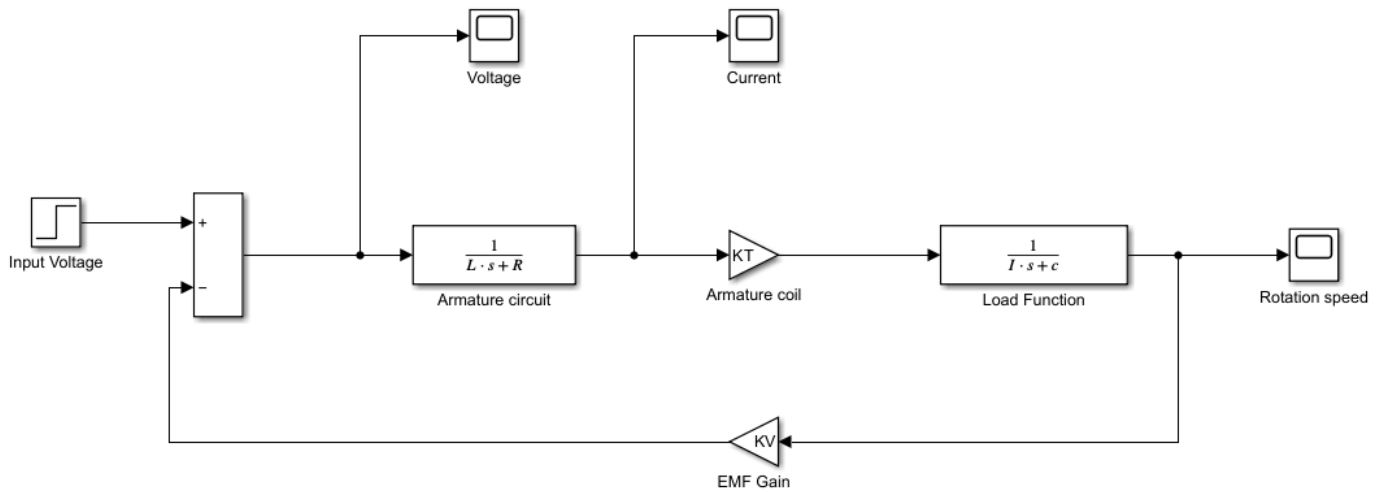 Voltage
Current
Input Voltage
+
−
1
L · s + R
Armature circuit
KT
Armature coil
1
I · s + c
Load Function
Rotation speed
KV
EMF Gain